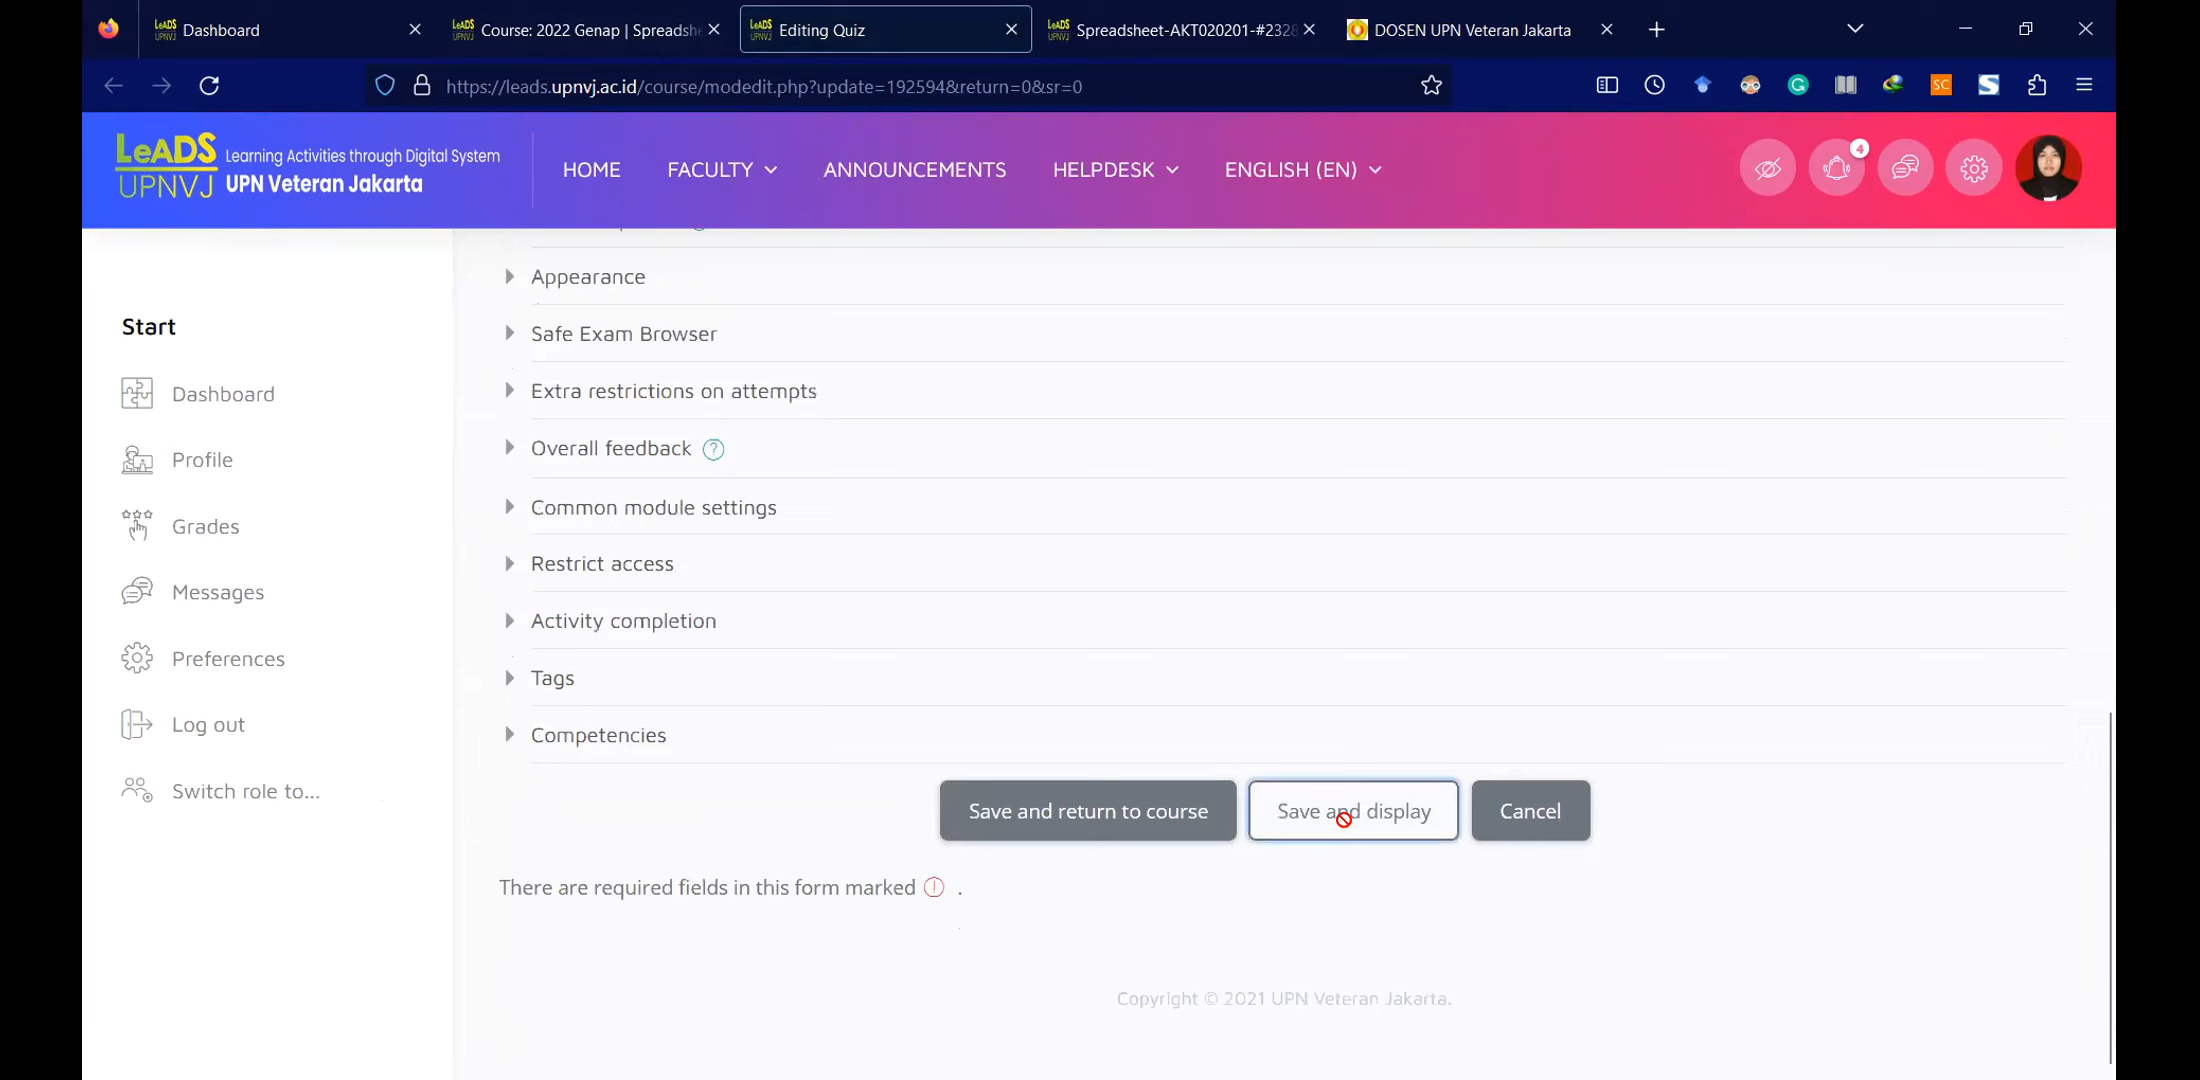 Dashboard
Course: 2022 Genap | Spreadsh
Editing Quiz
Spreadsheet-AKT020201-#2328
DOSEN UPN Veteran Jakarta
https://leads.upnvj.ac.id/course/modedit.php?update=192594&return=0&sr=0
SC
LeADS
UPNVJ
Learning Activities through Digital System
UPN Veteran Jakarta
HOME
FACULTY
ANNOUNCEMENTS
HELPDESK
ENGLISH (EN)
4
Start
Dashboard
Profile
Grades
Messages
Preferences
Log out
Switch role to...
Appearance
Safe Exam Browser
Extra restrictions on attempts
Overall feedback ?
Common module settings
Restrict access
Activity completion
Tags
Competencies
Save and return to course
Save and display
Cancel
There are required fields in this form marked ! .
Copyright © 2021 UPN Veteran Jakarta.